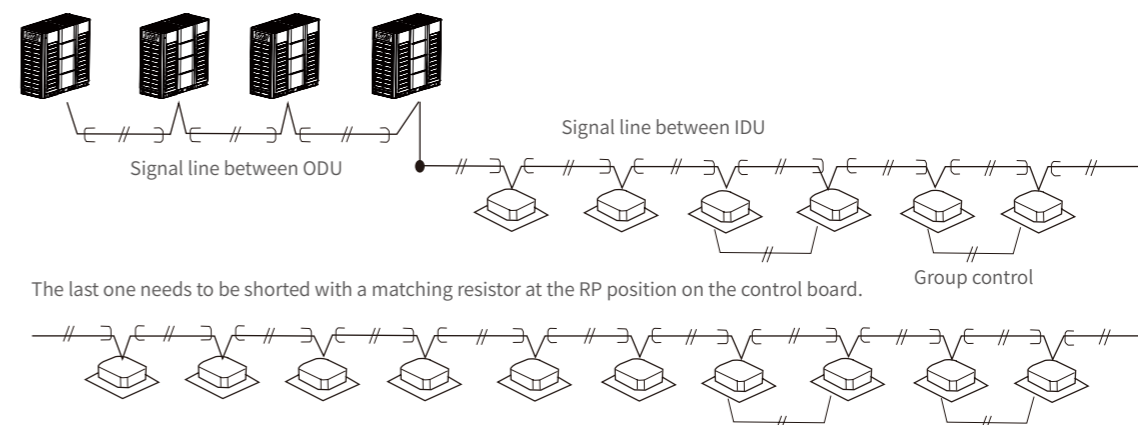 Signal line between IDU
Signal line between ODU
Group control
The last one needs to be shorted with a matching resistor at the RP position on the control board.